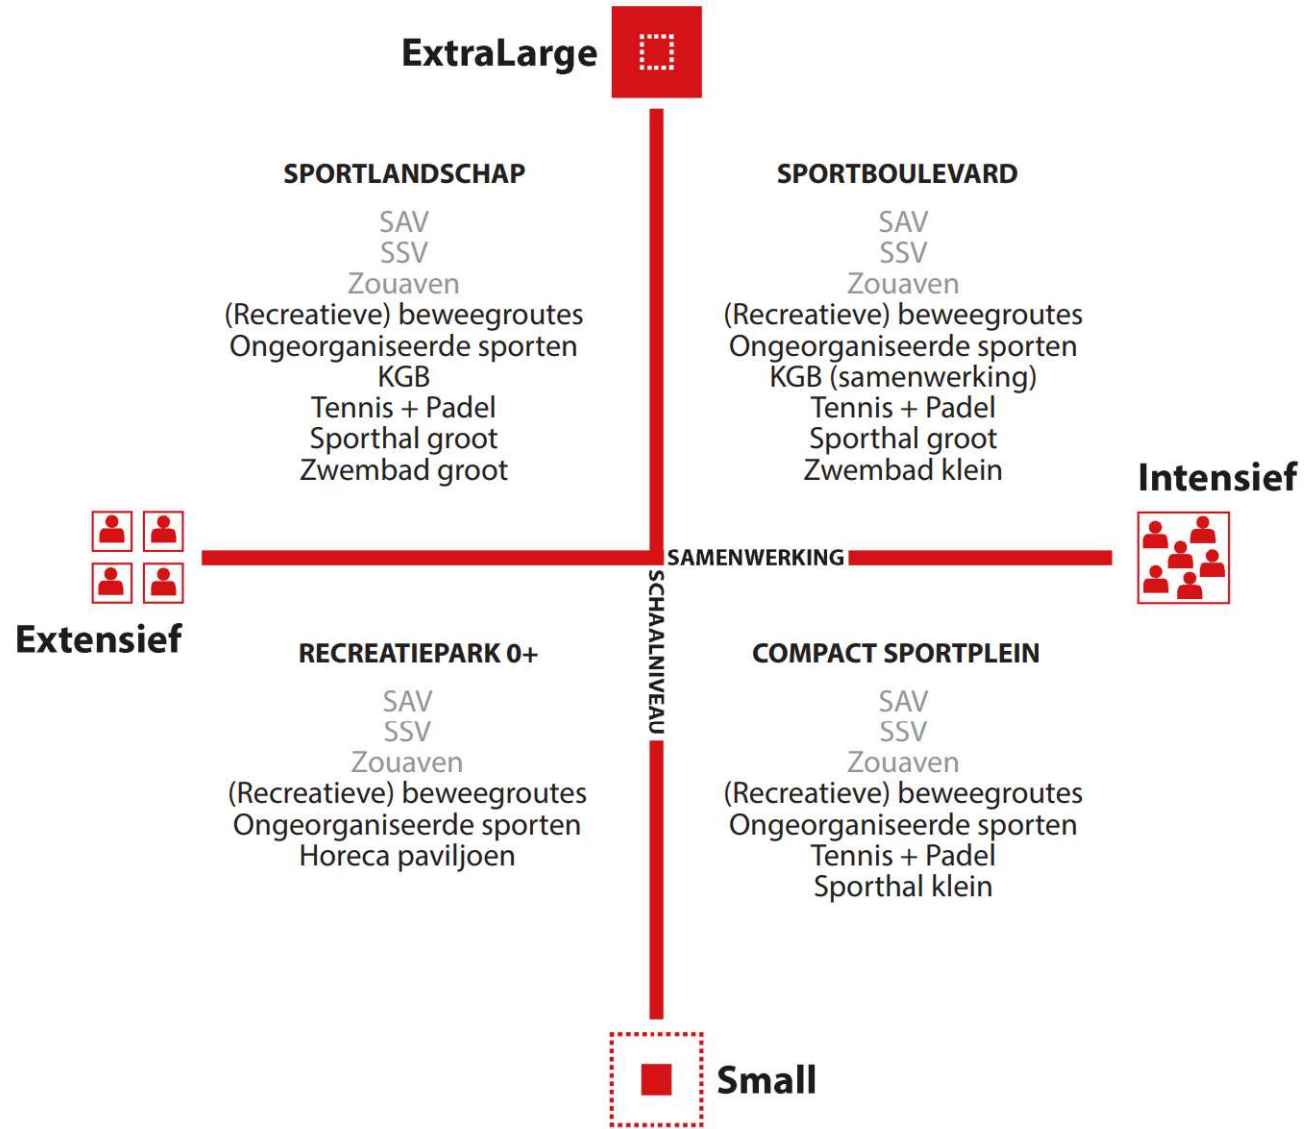 ExtraLarge
SPORTLANDSCHAP
SAV
SSV
Zouaven
(Recreatieve) beweegroutes
Ongeorganiseerde sporten
KGB
Tennis + Padel
Sporthal groot
Zwembad groot
SPORTBOULEVARD
SAV
SSV
Zouaven
(Recreatieve) beweegroutes
Ongeorganiseerde sporten
KGB (samenwerking)
Tennis + Padel
Sporthal groot
Zwembad klein
Intensief
SAMENWERKING
SCHAALNIVEAU
Extensief
RECREATIEPARK 0+
SAV
SSV
Zouaven
(Recreatieve) beweegroutes
Ongeorganiseerde sporten
Horeca paviljoen
COMPACT SPORTPLEIN
SAV
SSV
Zouaven
(Recreatieve) beweegroutes
Ongeorganiseerde sporten
Tennis + Padel
Sporthal klein
Small